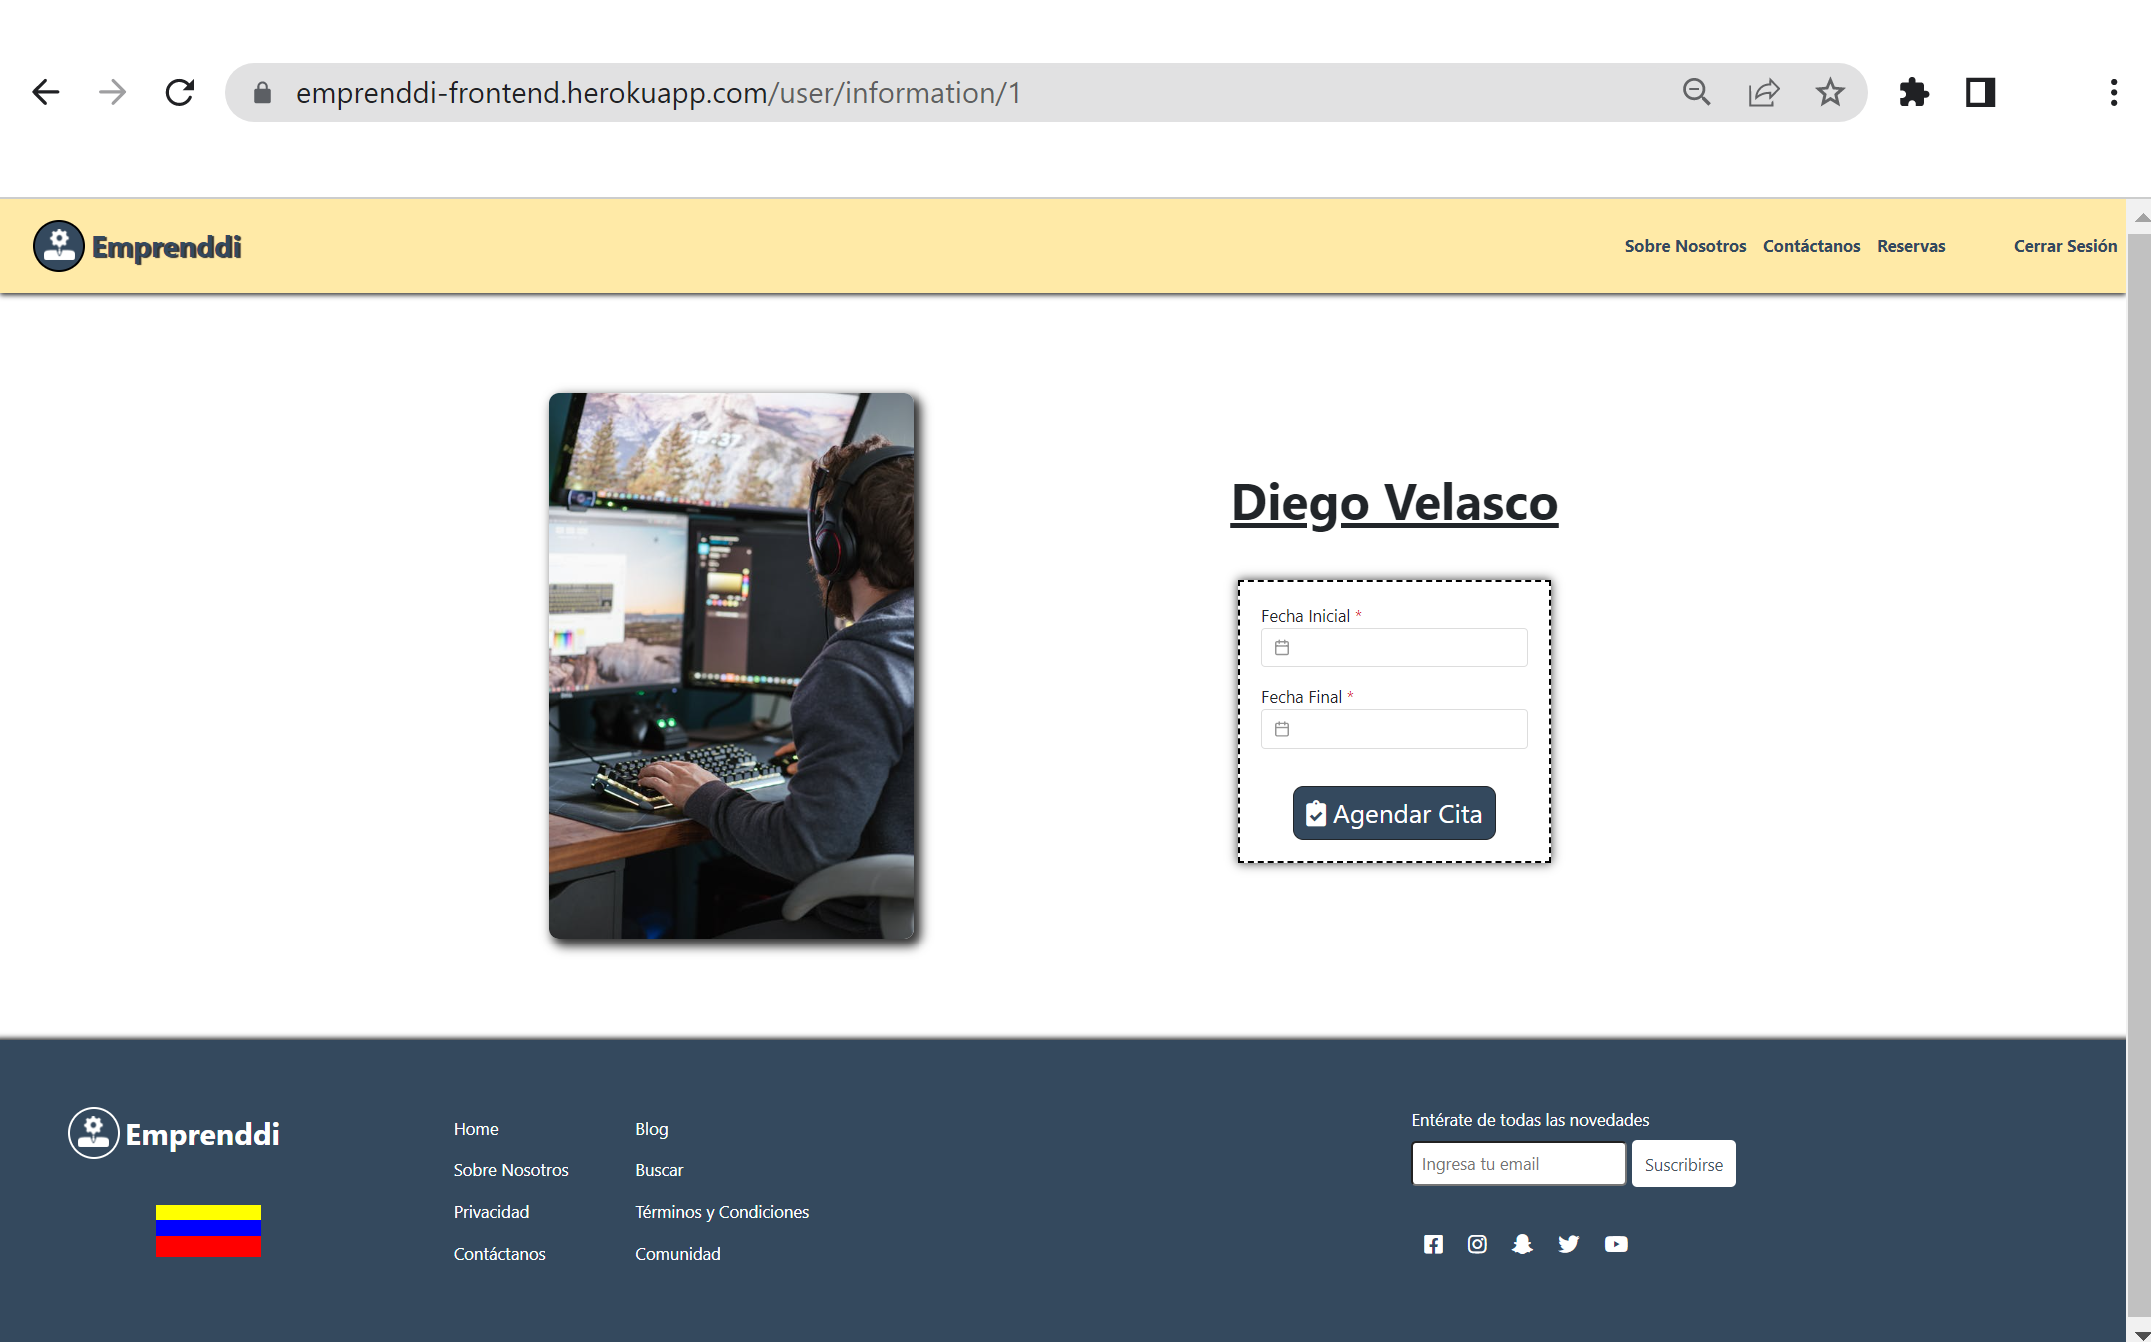 emprenddi-frontend.herokuapp.com/user/information/1
Emprenddi
Sobre Nosotros Contáctanos Reservas Cerrar Sesión
15:37
Diego Velasco
Fecha Inicial *
Fecha Final *
Agendar Cita
Emprenddi
Home
Sobre Nosotros
Privacidad
Contáctanos
Blog
Buscar
Términos y Condiciones
Comunidad
Entérate de todas las novedades
Ingresa tu email
Suscribirse